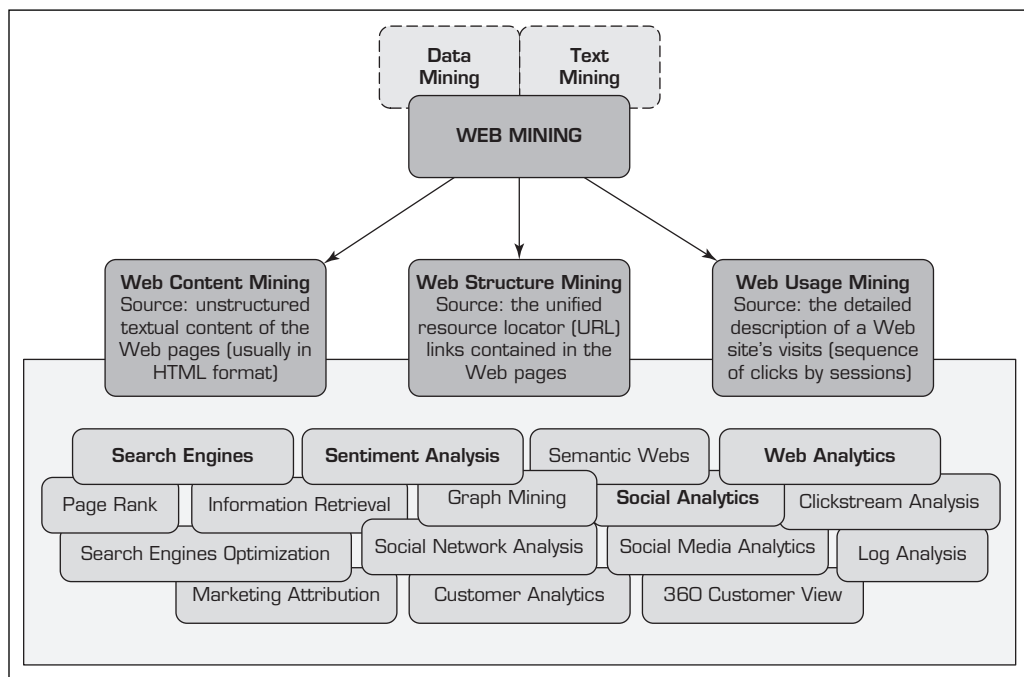 Data
Mining
Text
Mining
WEB MINING
Web Content Mining
Source: unstructured
textual content of the
Web pages (usually in
HTML format)
Web Structure Mining
Source: the unified
resource locator (URL)
links contained in the
Web pages
Web Usage Mining
Source: the detailed
description of a Web
site's visits (sequence
of clicks by sessions)
Search Engines
Sentiment Analysis
Semantic Webs
Web Analytics
Page Rank
Information Retrieval
Graph Mining
Social Analytics
Clickstream Analysis
Search Engines Optimization
Social Network Analysis
Social Media Analytics
Log Analysis
Marketing Attribution
Customer Analytics
360 Customer View